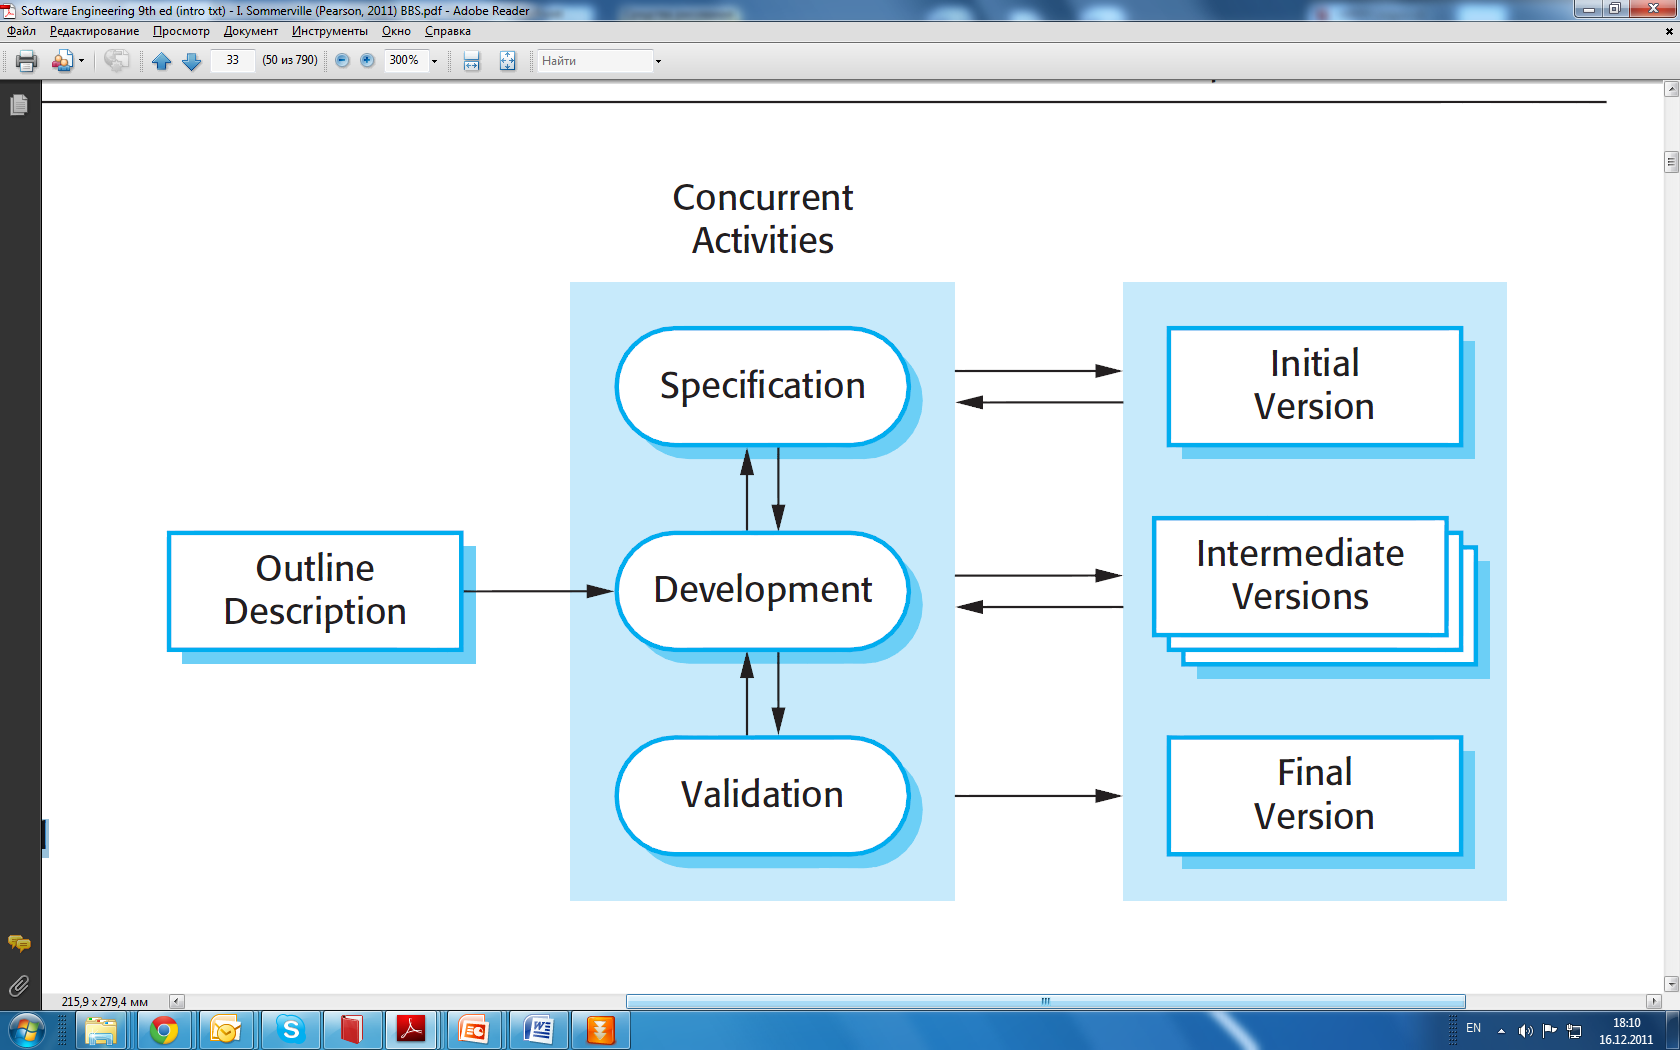 Software Engineering 9th ed (intro txt) - I. Sommerville (Pearson, 2011) BBS.pdf - Adobe Reader
Файл Редактирование Просмотр Документ Инструменты Окно Справка
33 (50 из 790) 300% Найти
Concurrent
Activities
Specification
Initial
Version
Outline
Description
Development
Intermediate
Versions
Validation
Final
Version
215,9 x 279,4 мм
EN
18:10
16.12.2011